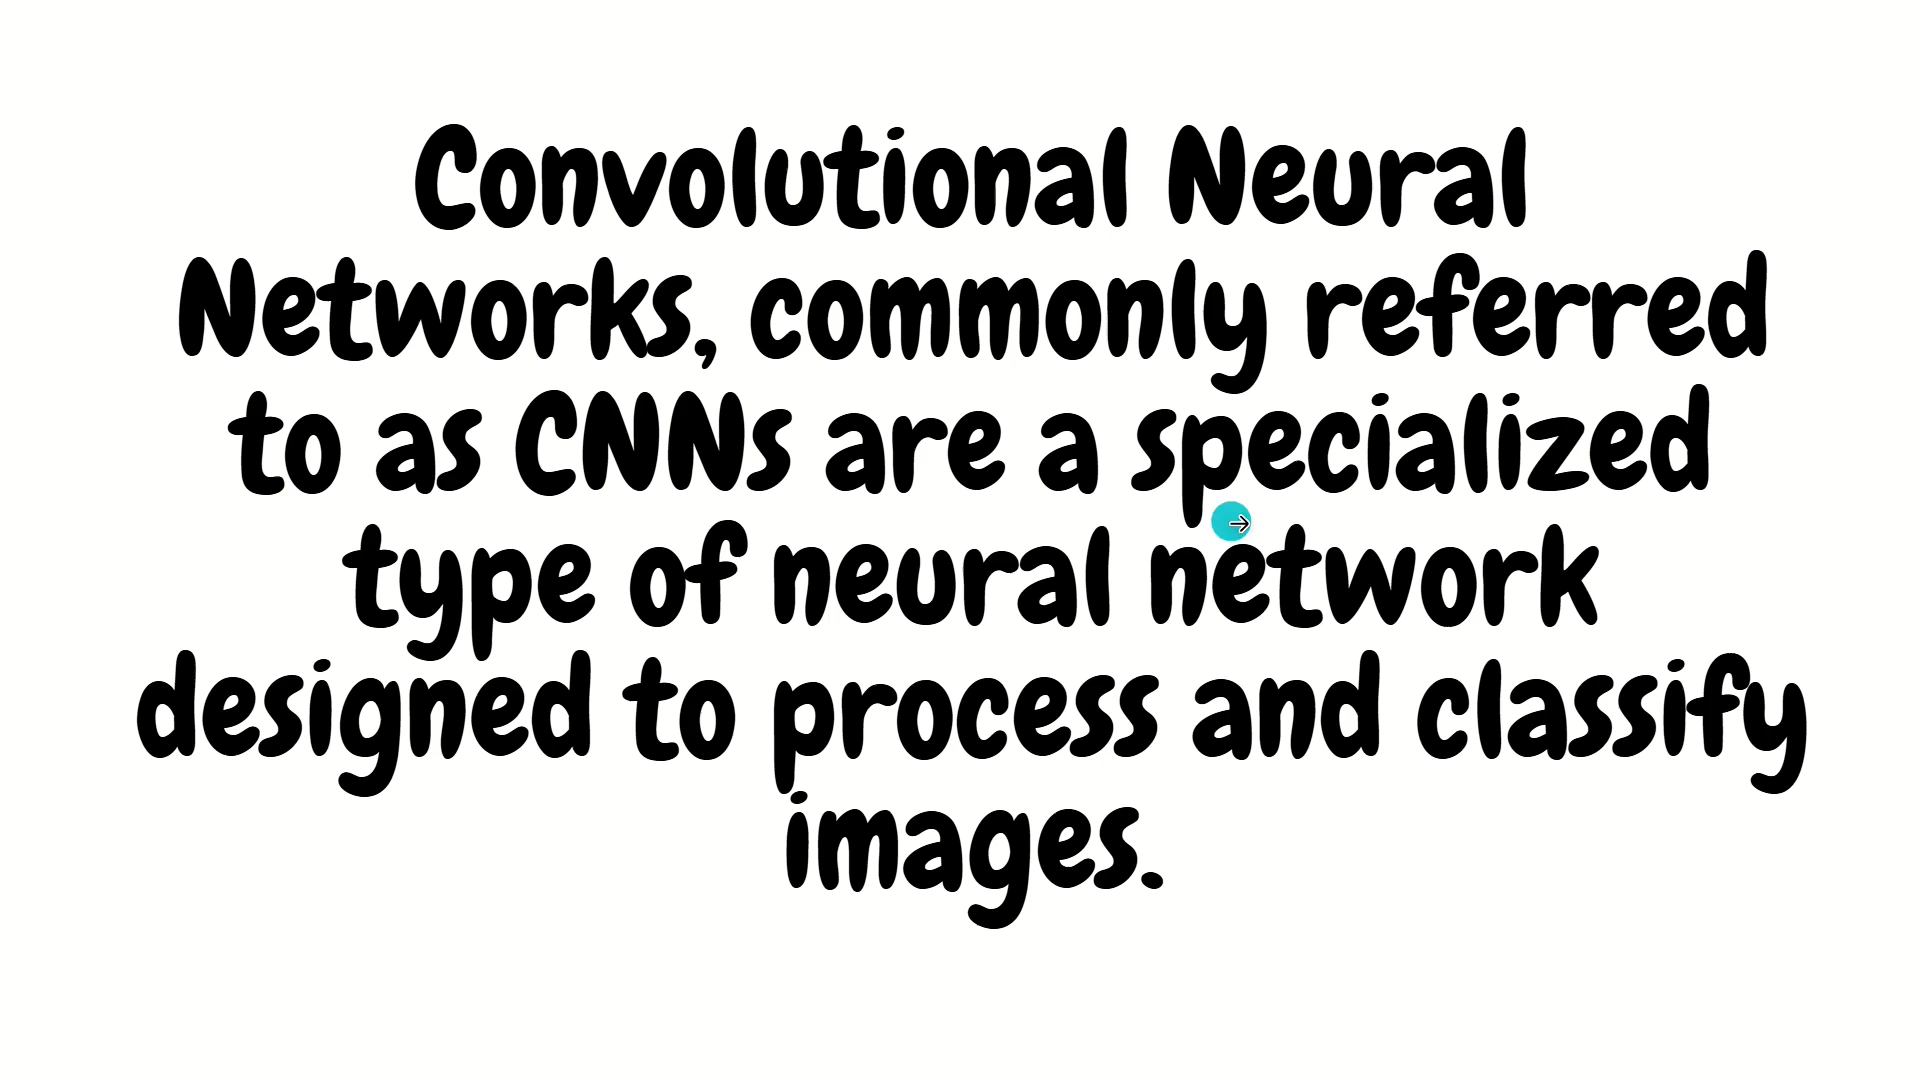 Convolutional Neural
Networks, commonly referred
to as CNNs are a specialized
type of neural network
designed to process and classify
images.